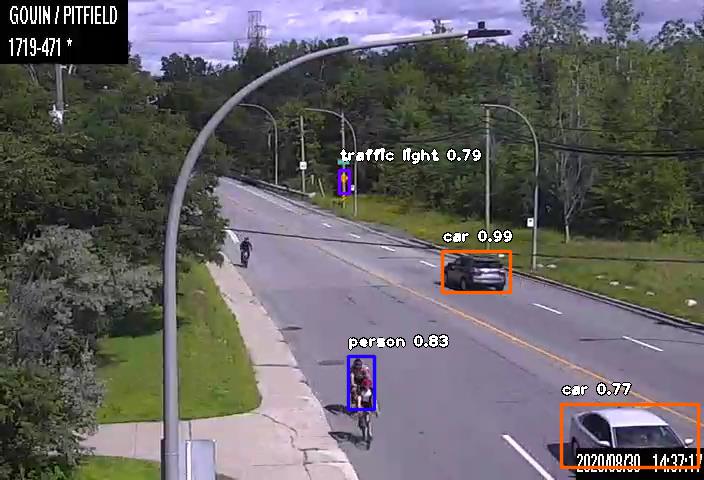 GOUIN / PITFIELD
1719-471 *
traffic light 0.79
car 0.99
person 0.83
car 0.77
2020/08/30 14:37:17